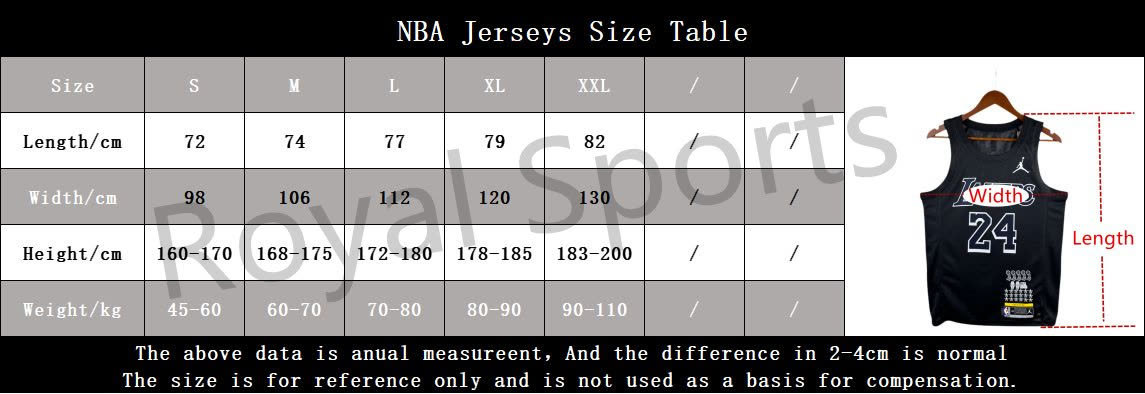 NBA Jerseys Size Table
Size S M L XL XXL / /
Length/cm 72 74 77 79 82 / /
Width/cm 98 106 112 120 130 / /
Height/cm 160-170 168-175 172-180 178-185 183-200 / /
Weight/kg 45-60 60-70 70-80 80-90 90-110 / /
Royal Sports
Width
24
Length
The above data is anual measureent, And the difference in 2-4cm is normal
The size is for reference only and is not used as a basis for compensation.